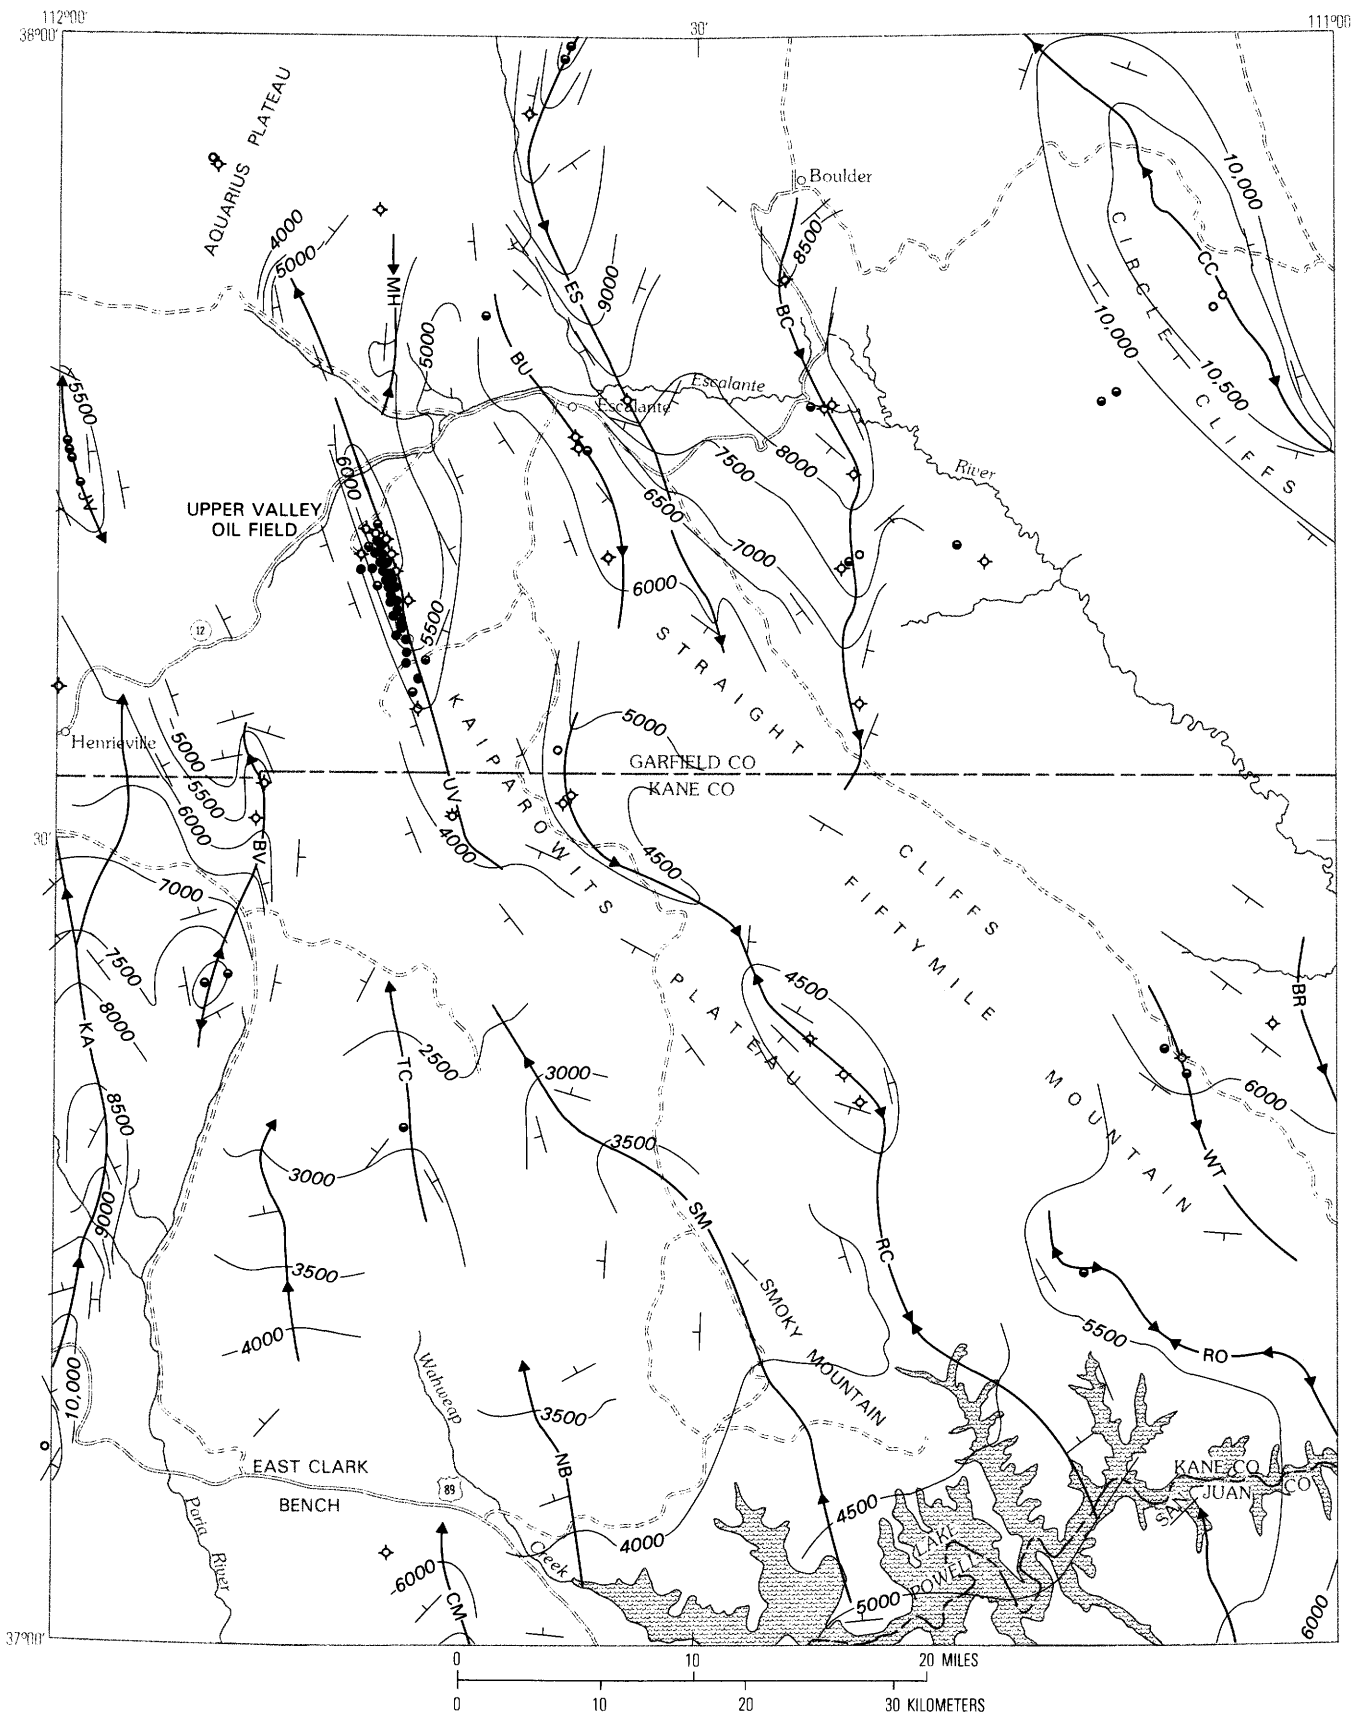 112°00'
111°00
38°00'
30'
AQUARIUS PLATEAU
Boulder
10,000
4000
5000
8500
CIRCLE CLIFFS
CC
MH
ES
9000
BC
5000
BU
10,000
10,500
Escalante
Escalante
5500
JV
6000
7500
8000
River
UPPER VALLEY
OIL FIELD
6500
7000
6000
5500
12
STRAIGHT
KAIPAROWITS
5000
Henrieville
5000
5500
6000
GARFIELD CO
KANE CO
UV
BV
4000
4500
30'
CLIFFS
FIFTYMILE
7000
7500
8000
KA
PLATEAU
4500
BR
TC
2500
3000
MOUNTAIN
6000
8500
3500
3000
WT
9000
SM
RC
3500
SMOKY MOUNTAIN
5500
RO
4000
10,000
Wahweap
3500
NB
EAST CLARK
BENCH
89
KANE CO
SAN JUAN CO
4500
Paria
River
Creek
4000
LAKE
POWELL
6000
CM
5000
6000
37°00'
0 10 20 MILES
0 10 20 30 KILOMETERS